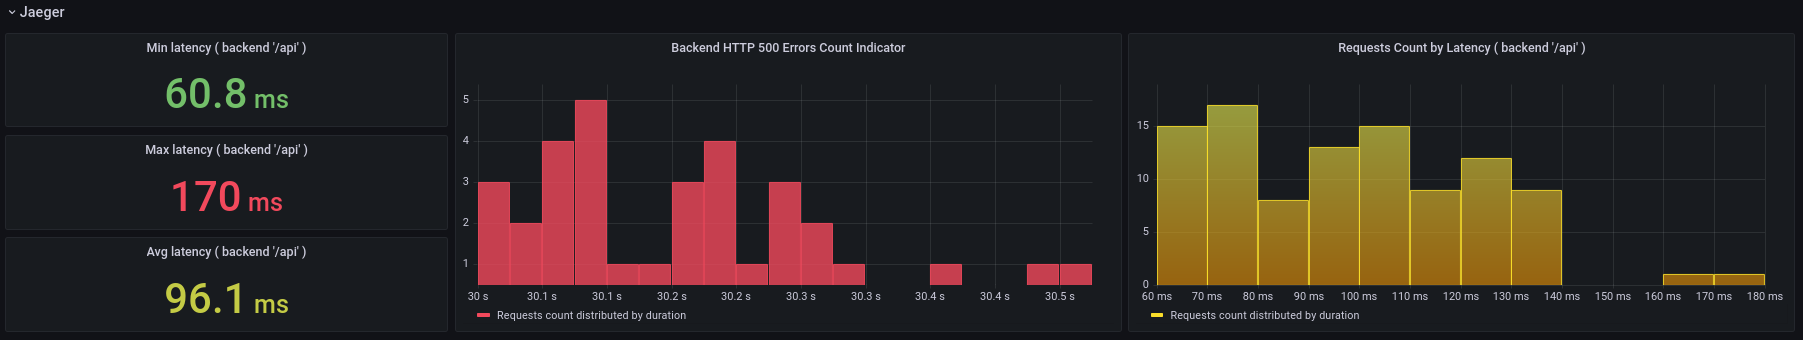 Jaeger
Min latency ( backend '/api' )
60.8 ms
Max latency ( backend '/api' )
170 ms
Avg latency ( backend '/api' )
96.1 ms
Backend HTTP 500 Errors Count Indicator
5
4
3
2
1
30 s 30.1 s 30.1 s 30.2 s 30.2 s 30.3 s 30.3 s 30.4 s 30.4 s 30.5 s
Requests count distributed by duration
Requests Count by Latency ( backend '/api' )
15
10
5
0
60 ms 70 ms 80 ms 90 ms 100 ms 110 ms 120 ms 130 ms 140 ms 150 ms 160 ms 170 ms 180 ms
Requests count distributed by duration